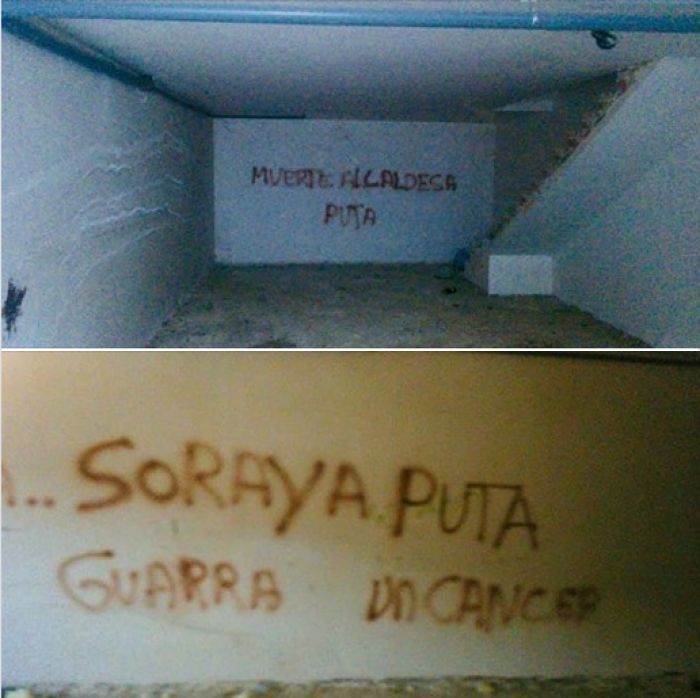 MUERTE ALCALDESA
PUTA
A... SORAYA PUTA
GUARRA UN CANCER